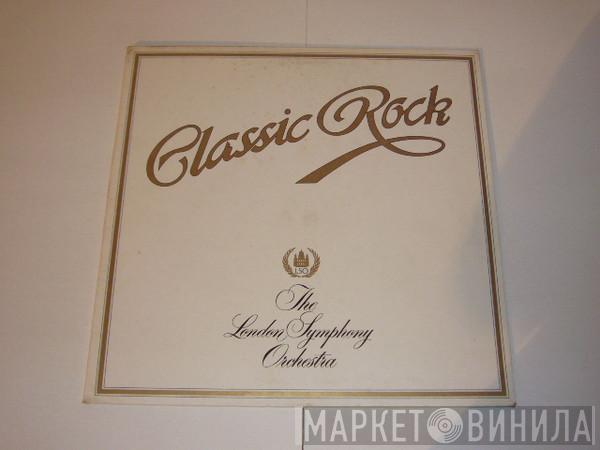 Classic Rock
LSO
The
London Symphony
Orchestra
МАРКЕТ ВИНИЛА